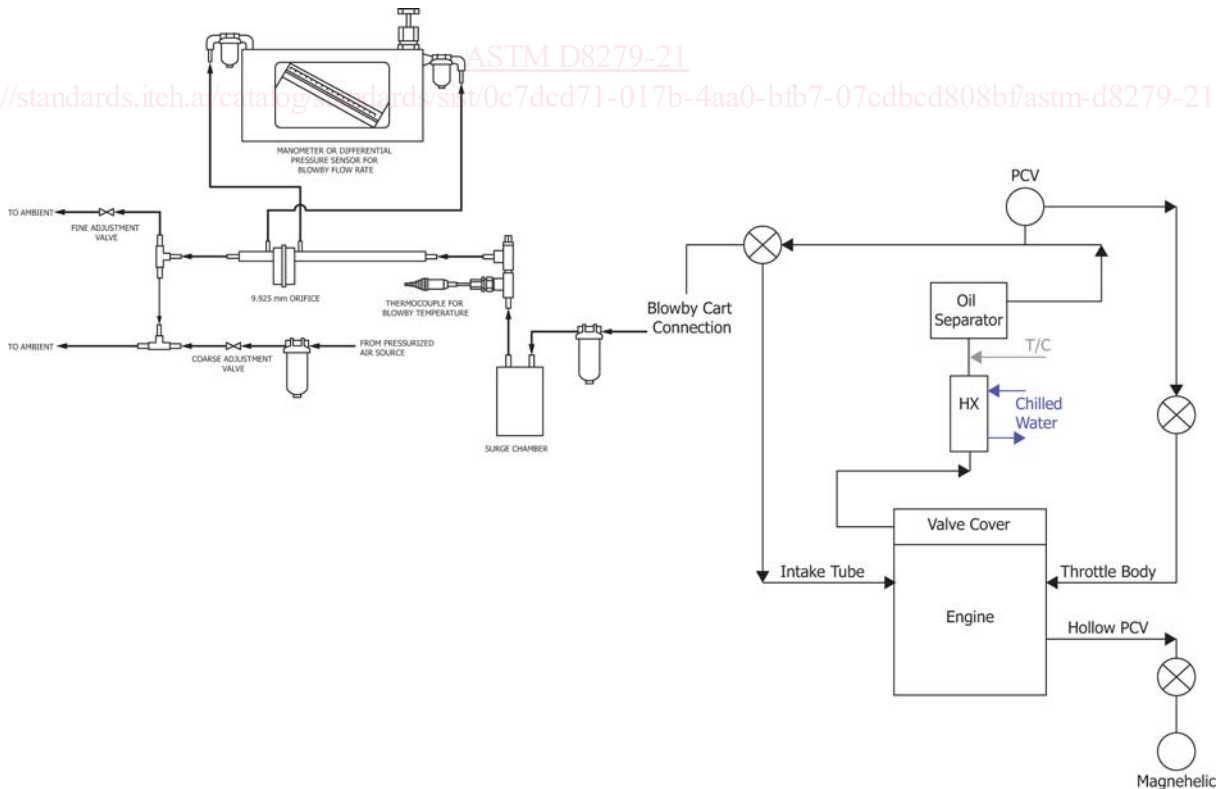 ASTM D8279-21
//standards.iteh.ai/catalog/standards/sist/0c7dcd71-017b-4aa0-bfb7-07cdbcd808bf/astm-d8279-21
MANOMETER OR DIFFERENTIAL
PRESSURE SENSOR FOR
BLOWBY FLOW RATE
TO AMBIENT
FINE ADJUSTMENT
VALVE
9.925 mm ORIFICE
THERMOCOUPLE FOR
BLOWBY TEMPERATURE
TO AMBIENT
COARSE ADJUSTMENT
VALVE
FROM PRESSURIZED
AIR SOURCE
SURGE CHAMBER
Blowby Cart
Connection
PCV
Oil
Separator
T/C
HX
Chilled
Water
Valve Cover
Intake Tube
Throttle Body
Engine
Hollow PCV
Magnehelic